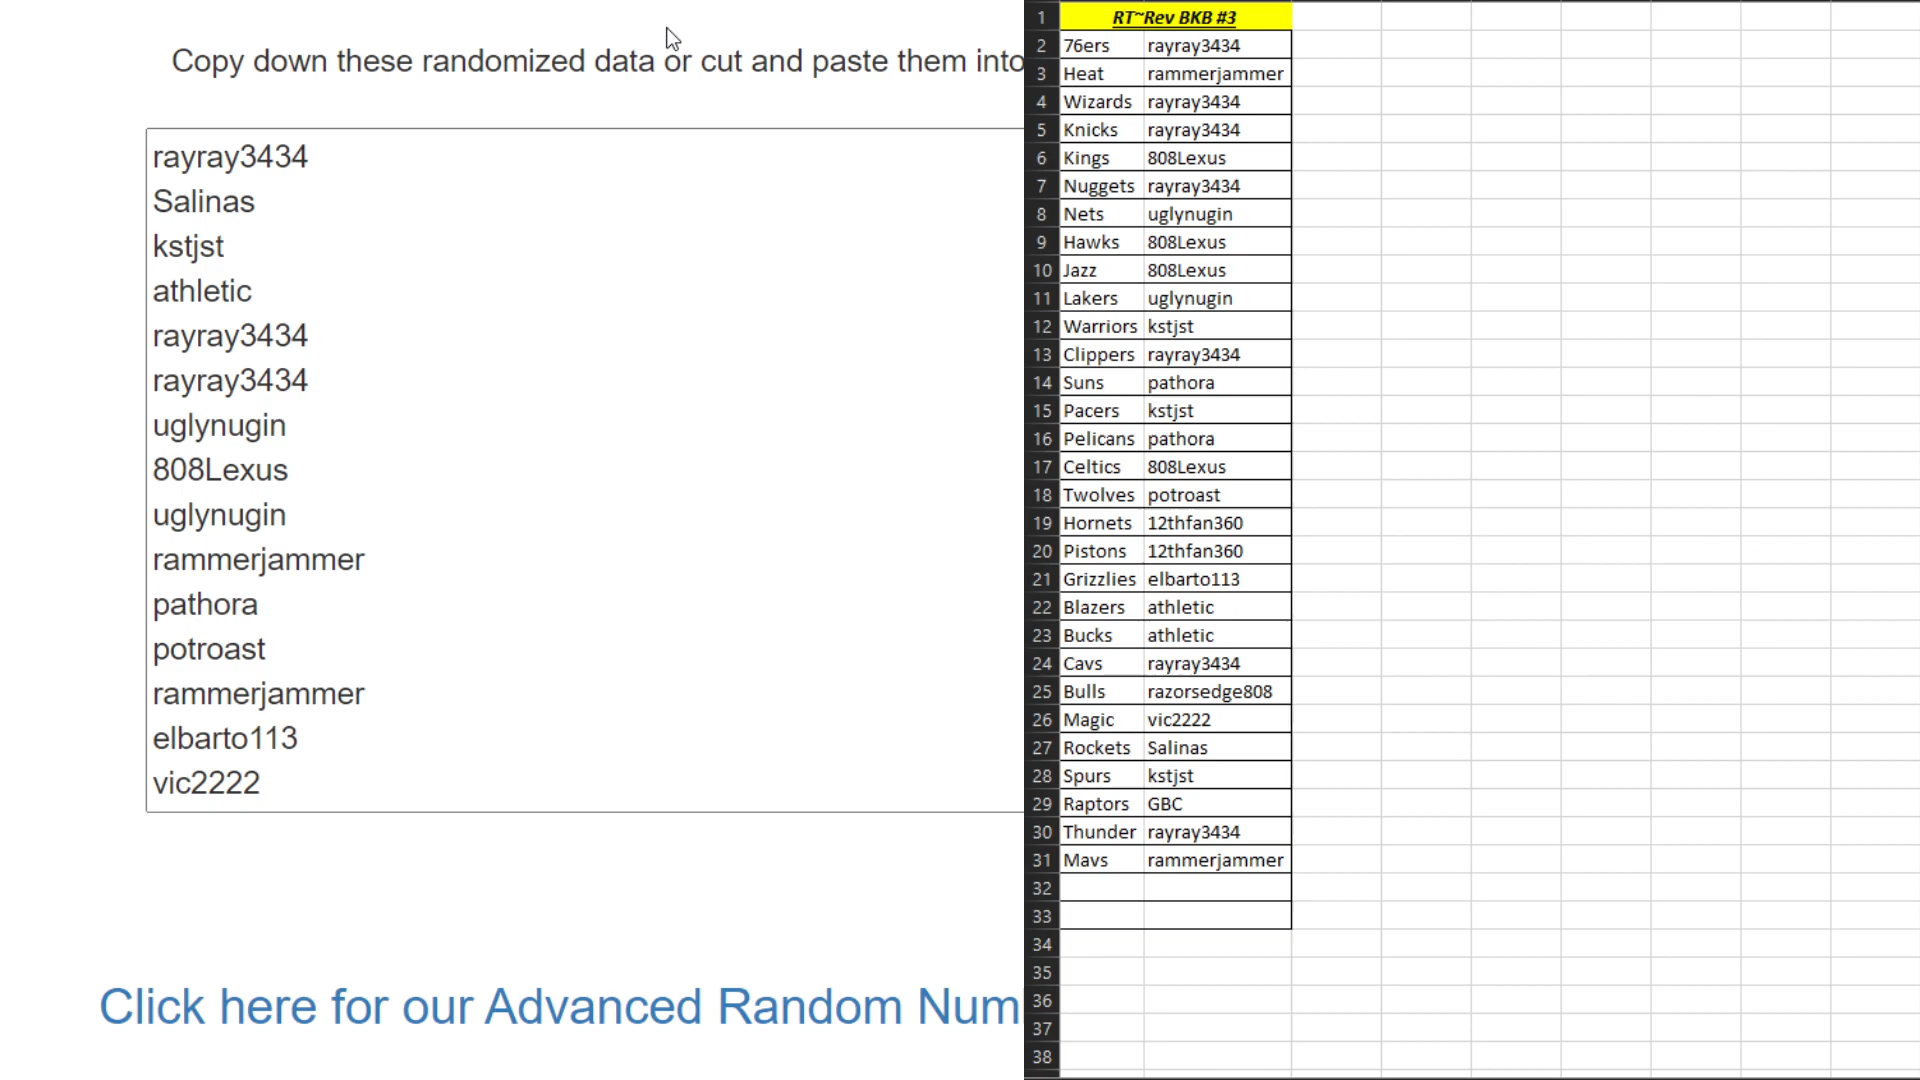 Copy down these randomized data or cut and paste them into
rayray3434
Salinas
kstjst
athletic
rayray3434
rayray3434
uglynugin
808Lexus
uglynugin
rammerjammer
pathora
potroast
rammerjammer
elbarto113
vic2222
Click here for our Advanced Random Num
1 RT~Rev BKB #3
2 76ers rayray3434
3 Heat rammerjammer
4 Wizards rayray3434
5 Knicks rayray3434
6 Kings 808Lexus
7 Nuggets rayray3434
8 Nets uglynugin
9 Hawks 808Lexus
10 Jazz 808Lexus
11 Lakers uglynugin
12 Warriors kstjst
13 Clippers rayray3434
14 Suns pathora
15 Pacers kstjst
16 Pelicans pathora
17 Celtics 808Lexus
18 Twolves potroast
19 Hornets 12thfan360
20 Pistons 12thfan360
21 Grizzlies elbarto113
22 Blazers athletic
23 Bucks athletic
24 Cavs rayray3434
25 Bulls razorsedge808
26 Magic vic2222
27 Rockets Salinas
28 Spurs kstjst
29 Raptors GBC
30 Thunder rayray3434
31 Mavs rammerjammer
32
33
34
35
36
37
38